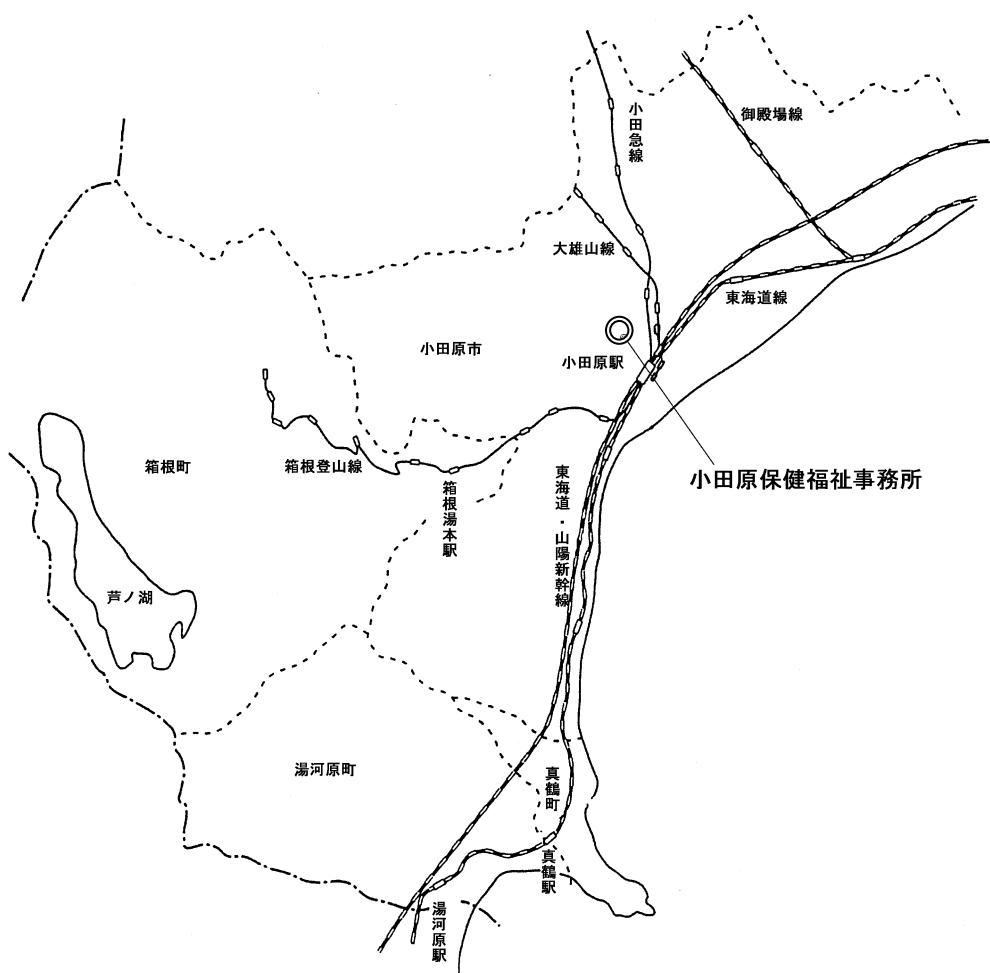 御殿場線
小田急線
大雄山線
東海道線
小田原市
小田原駅
箱根町
箱根登山線
箱根湯本駅
東海道・山陽新幹線
小田原保健福祉事務所
芦ノ湖
湯河原町
真鶴町
真鶴駅
湯河原駅